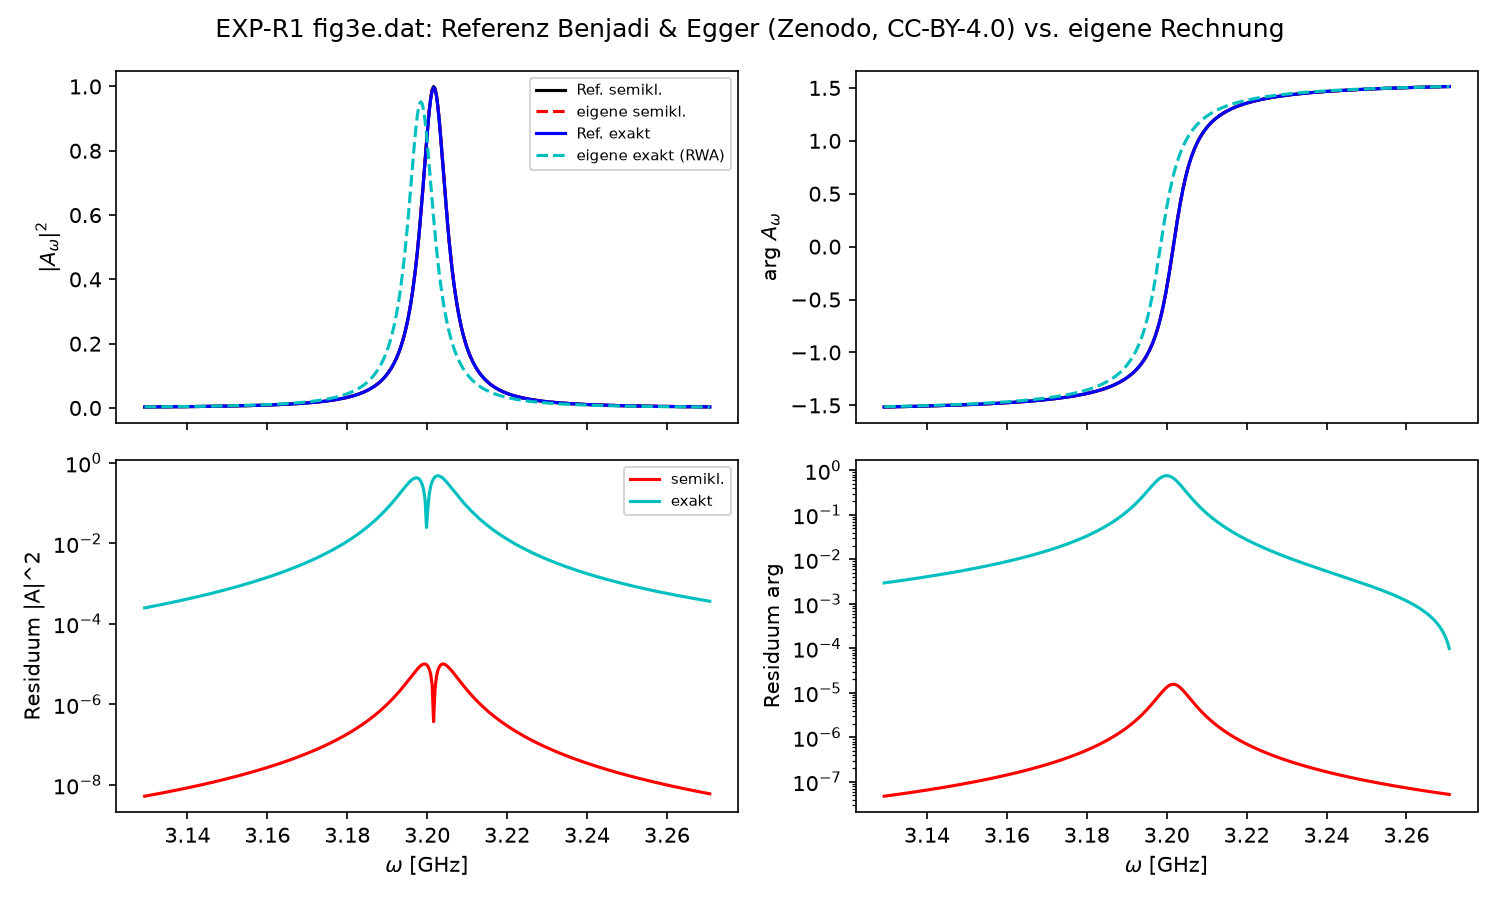 EXP-R1 fig3e.dat: Referenz Benjadi & Egger (Zenodo, CC-BY-4.0) vs. eigene Rechnung
|A_ω|^2
1.0
0.8
0.6
0.4
0.2
0.0
Ref. semikl.
eigene semikl.
Ref. exakt
eigene exakt (RWA)
arg A_ω
1.5
1.0
0.5
0.0
−0.5
−1.0
−1.5
Residuum |A|^2
10^0
10^−2
10^−4
10^−6
10^−8
semikl.
exakt
3.14 3.16 3.18 3.20 3.22 3.24 3.26
ω [GHz]
Residuum arg
10^0
10^−1
10^−2
10^−3
10^−4
10^−5
10^−6
10^−7
3.14 3.16 3.18 3.20 3.22 3.24 3.26
ω [GHz]